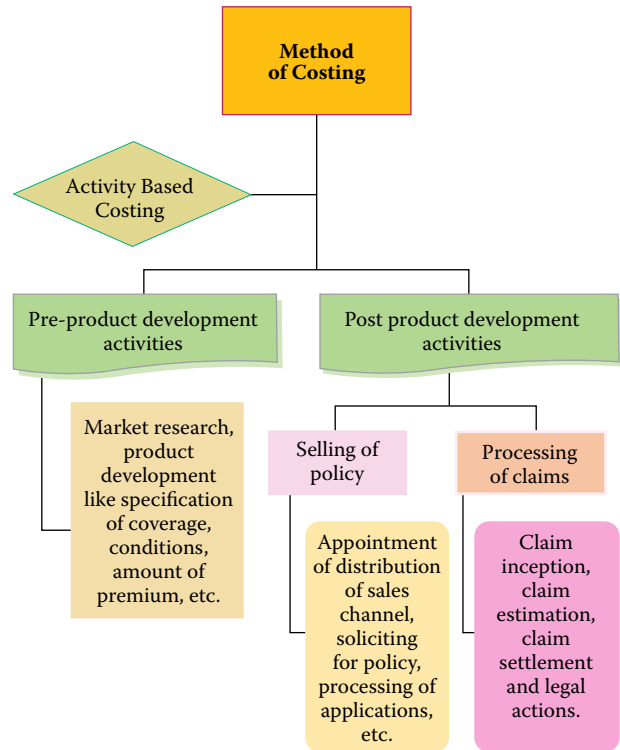 Method
of Costing
Activity Based
Costing
Pre-product development
activities
Post product development
activities
Market research,
product
development
like specification
of coverage,
conditions,
amount of
premium, etc.
Selling of
policy
Processing
of claims
Appointment
of distribution
of sales
channel,
soliciting
for policy,
processing of
applications,
etc.
Claim
inception,
claim
estimation,
claim
settlement
and legal
actions.